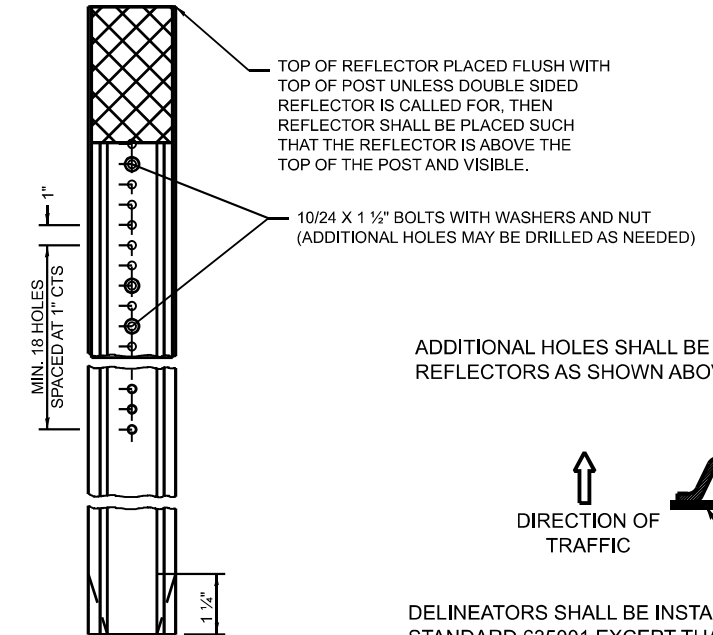 TOP OF REFLECTOR PLACED FLUSH WITH
TOP OF POST UNLESS DOUBLE SIDED
REFLECTOR IS CALLED FOR, THEN
REFLECTOR SHALL BE PLACED SUCH
THAT THE REFLECTOR IS ABOVE THE
TOP OF THE POST AND VISIBLE.
1"
10/24 X 1 ½" BOLTS WITH WASHERS AND NUT
(ADDITIONAL HOLES MAY BE DRILLED AS NEEDED)
MIN. 18 HOLES
SPACED AT 1" CTS
ADDITIONAL HOLES SHALL BE
REFLECTORS AS SHOWN
DIRECTION OF
TRAFFIC
1 ¼"
DELINEATORS SHALL BE
STANDARD 635001 EXCEPT